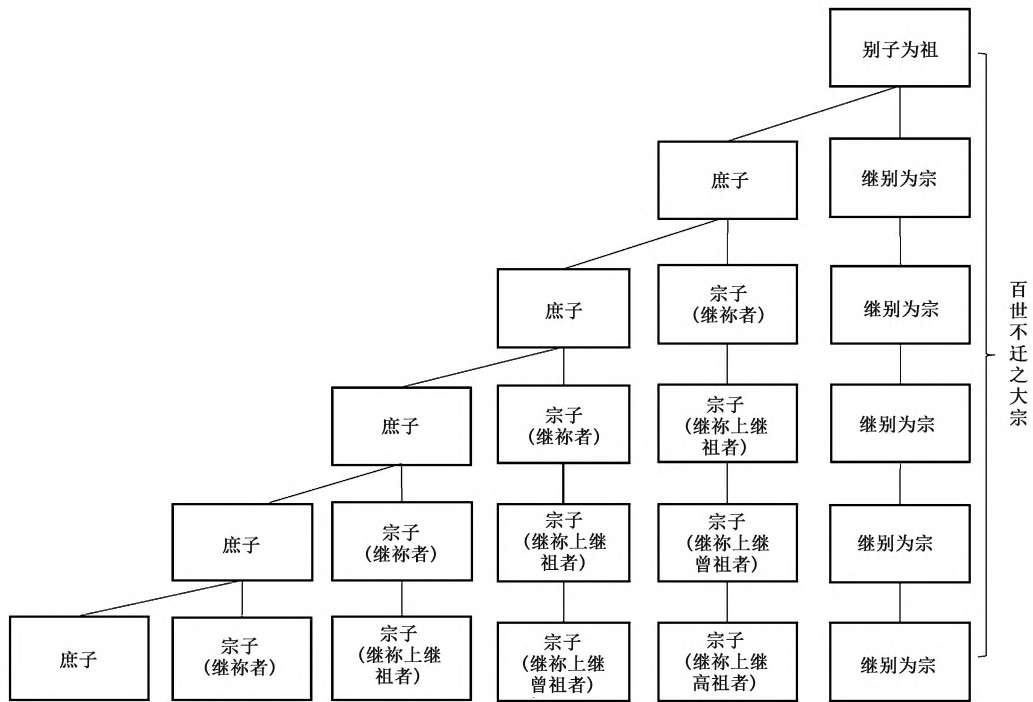 别子为祖
庶子
继别为宗
庶子
宗子
(继祢者)
继别为宗
庶子
宗子
(继祢者)
宗子
(继祢上继
祖者)
继别为宗
庶子
宗子
(继祢者)
宗子
(继祢上继
祖者)
宗子
(继祢上继
曾祖者)
继别为宗
庶子
宗子
(继祢者)
宗子
(继祢上继
祖者)
宗子
(继祢上继
曾祖者)
宗子
(继祢上继
高祖者)
继别为宗
百世不迁之大宗